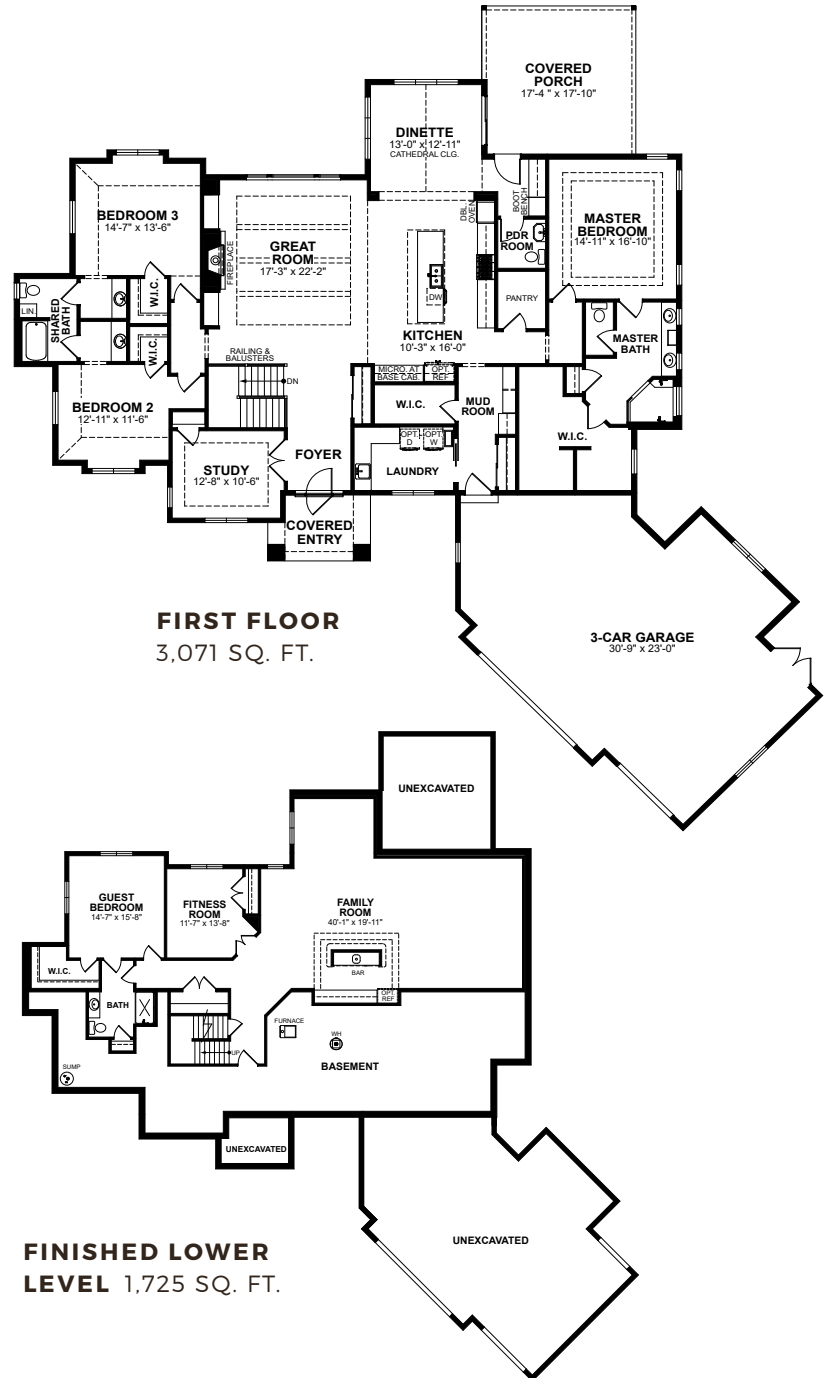 COVERED
PORCH
17'-4 " x 17'-10"
DINETTE
13'-0" x 12'-11"
CATHEDRAL CLG.
BEDROOM 3
14'-7" x 13'-6"
GREAT
ROOM
17'-3" x 22'-2"
FIREPLACE
DBL.
OVEN
BOOT
BENCH
PDR
ROOM
MASTER
BEDROOM
14'-11" x 16'-10"
W.I.C.
LIN.
SHARED
BATH
W.I.C.
DW
PANTRY
KITCHEN
10'-3" x 16'-0"
MASTER
BATH
RAILING &
BALUSTERS
DN
MICRO. AT
BASE CAB.
OPT.
REF
BEDROOM 2
12'-11" x 11'-6"
W.I.C.
MUD
ROOM
W.I.C.
STUDY
12'-8" x 10'-6"
FOYER
OPT.
D
OPT.
W
LAUNDRY
COVERED
ENTRY
FIRST FLOOR
3,071 SQ. FT.
3-CAR GARAGE
30'-9" x 23'-0"
UNEXCAVATED
GUEST
BEDROOM
14'-7" x 15'-8"
FITNESS
ROOM
11'-7" x 13'-8"
FAMILY
ROOM
40'-1" x 19'-11"
BAR
OPT.
REF
W.I.C.
BATH
UP
FURNACE
WH
BASEMENT
SUMP
UNEXCAVATED
UNEXCAVATED
FINISHED LOWER
LEVEL 1,725 SQ. FT.